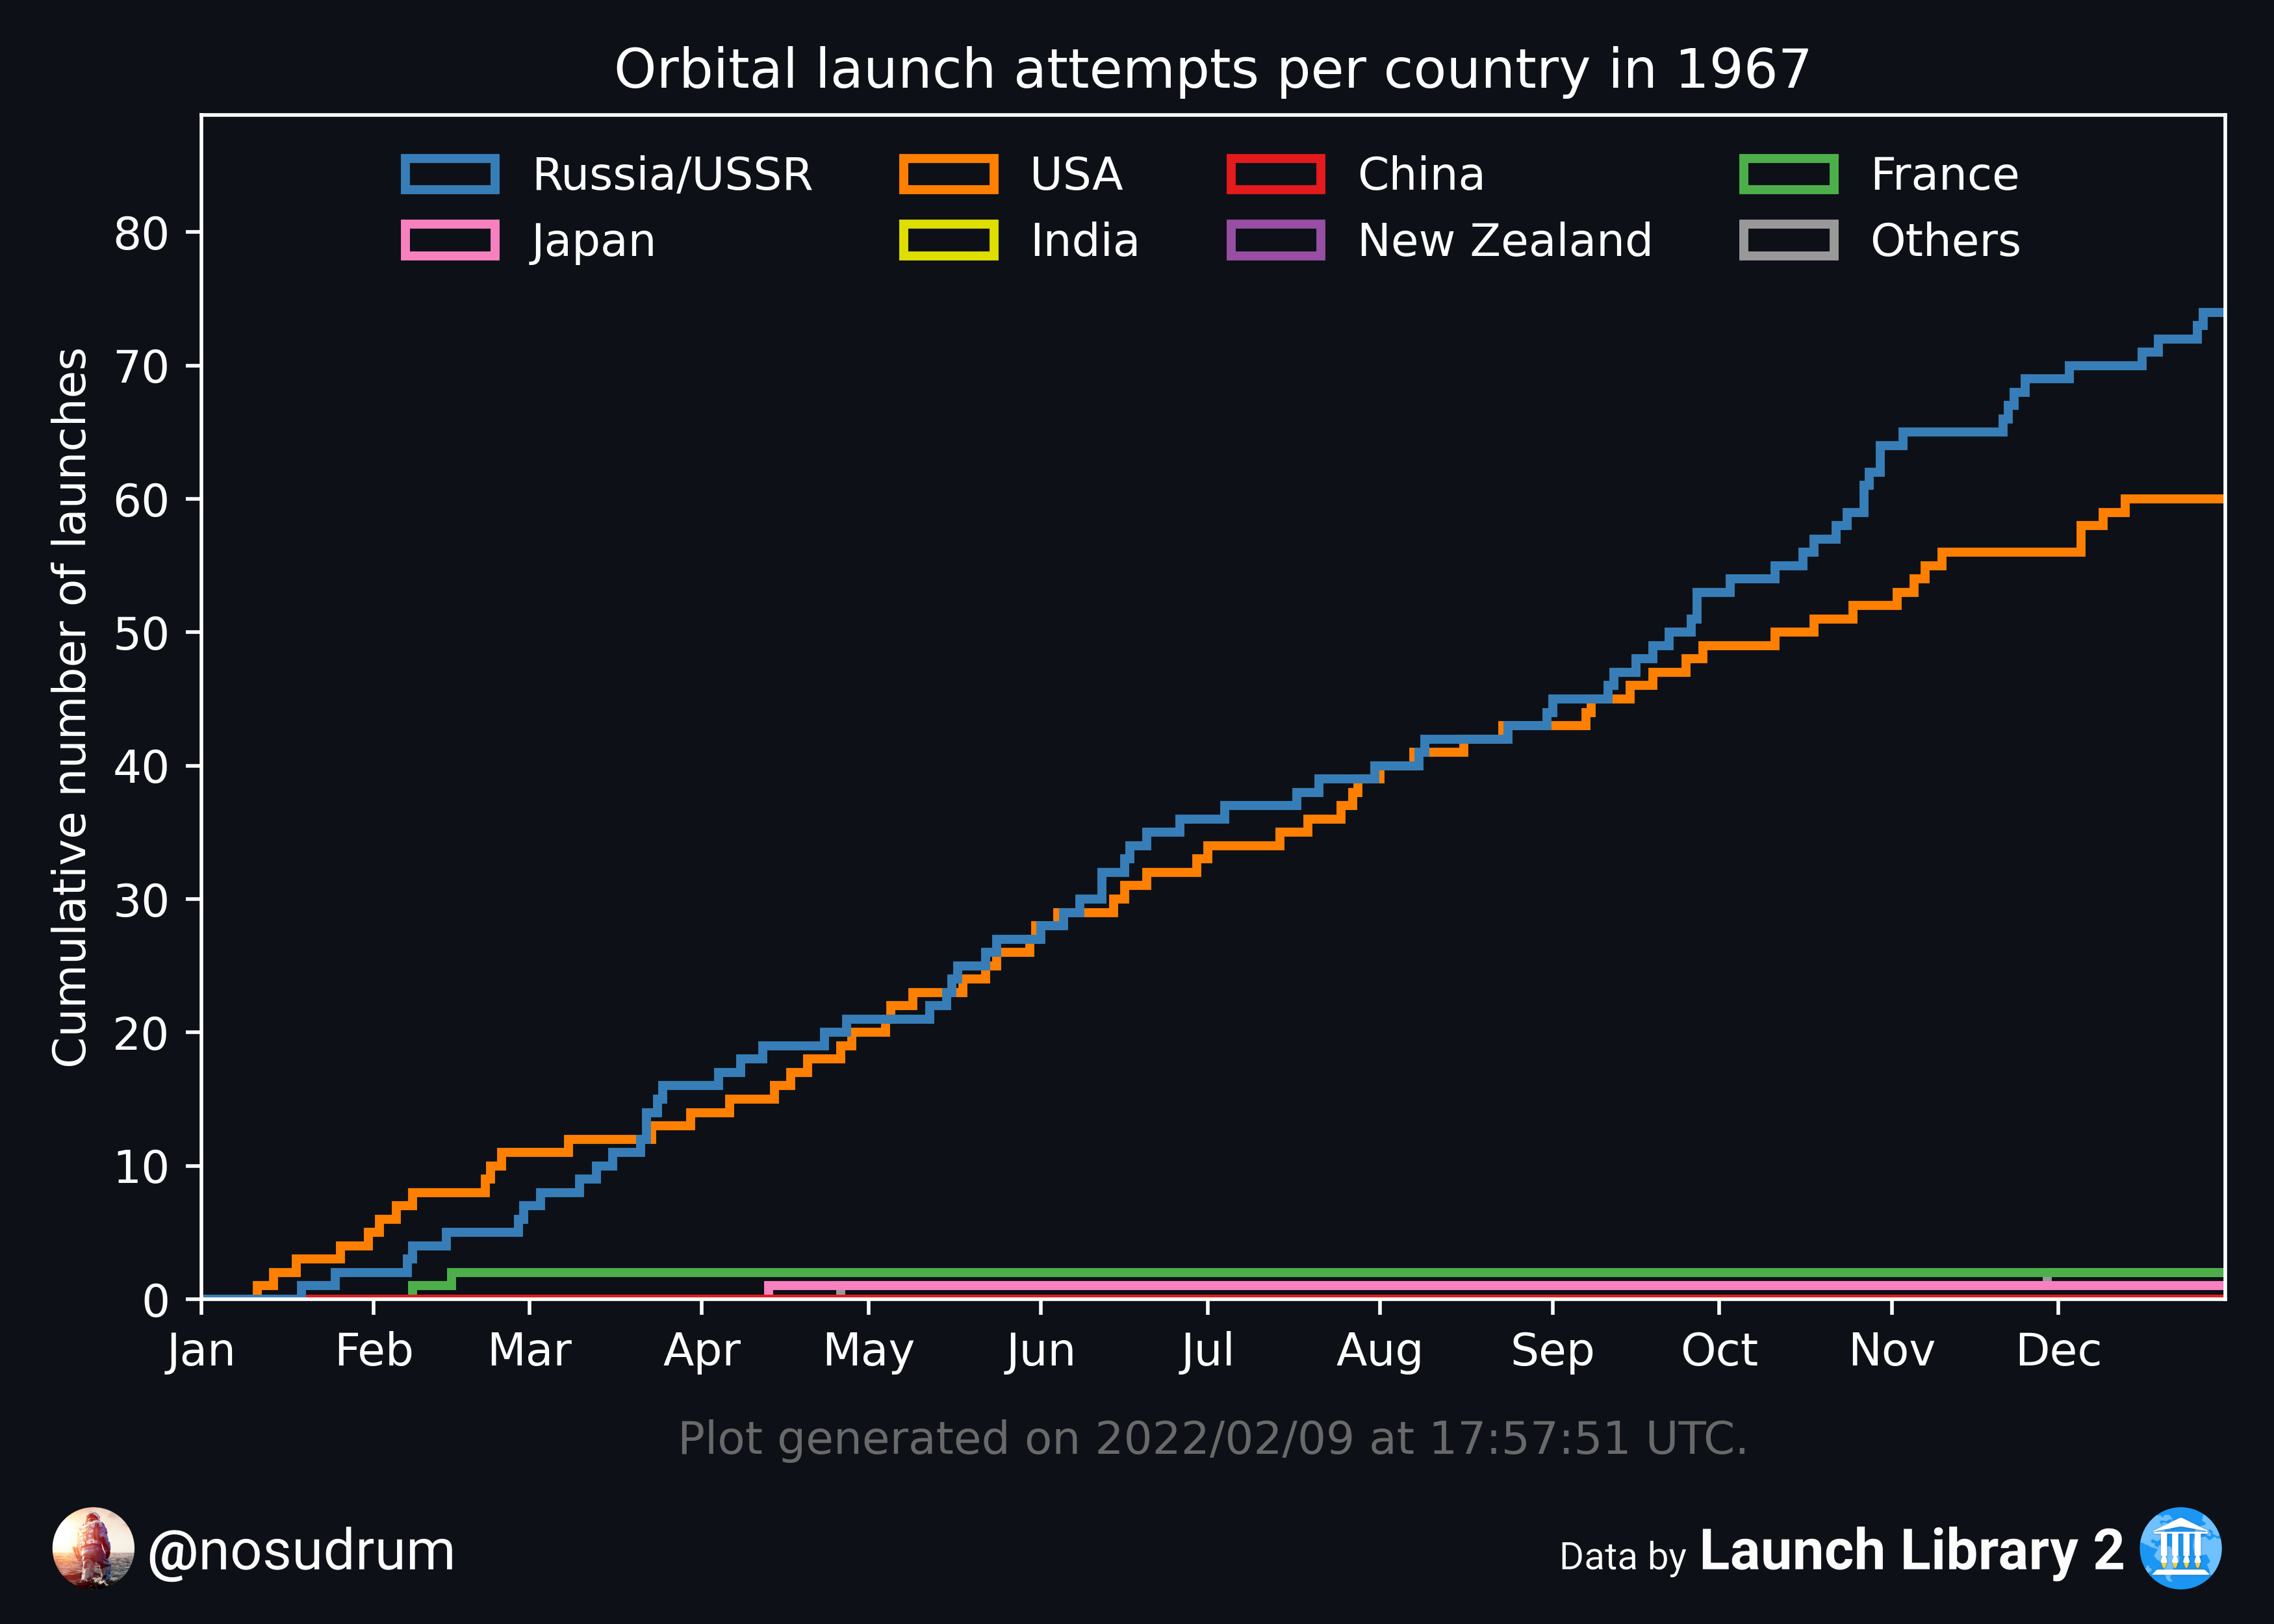 Orbital launch attempts per country in 1967
Russia/USSR USA China France
Japan India New Zealand Others
Cumulative number of launches
80
70
60
50
40
30
20
10
0
Jan Feb Mar Apr May Jun Jul Aug Sep Oct Nov Dec
Plot generated on 2022/02/09 at 17:57:51 UTC.
@nosudrum
Data by Launch Library 2